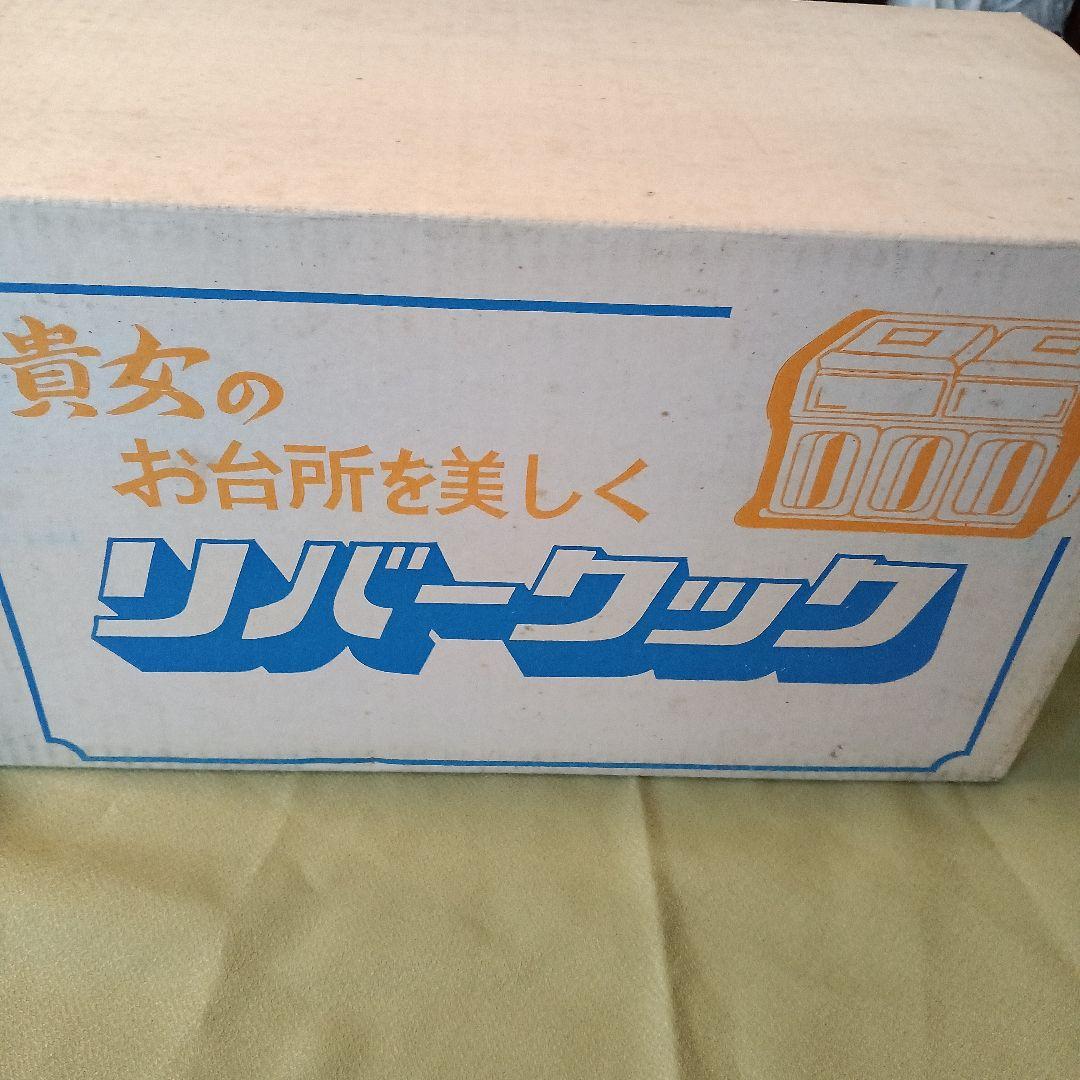 貴女の
お台所を美しく
リバークック